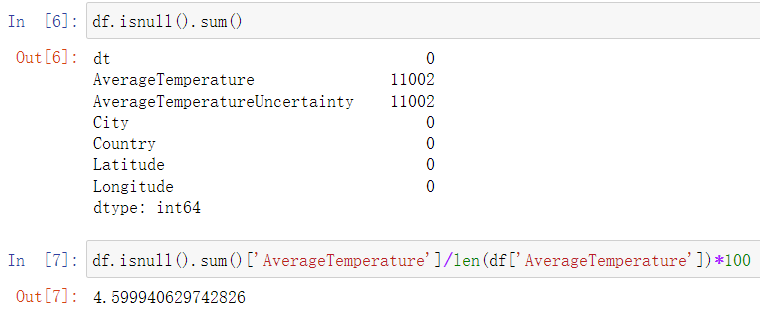 In [6]: df.isnull().sum()
Out[6]: dt 0
AverageTemperature 11002
AverageTemperatureUncertainty 11002
City 0
Country 0
Latitude 0
Longitude 0
dtype: int64
In [7]: df.isnull().sum()['AverageTemperature']/len(df['AverageTemperature'])*100
Out[7]: 4.599940629742826